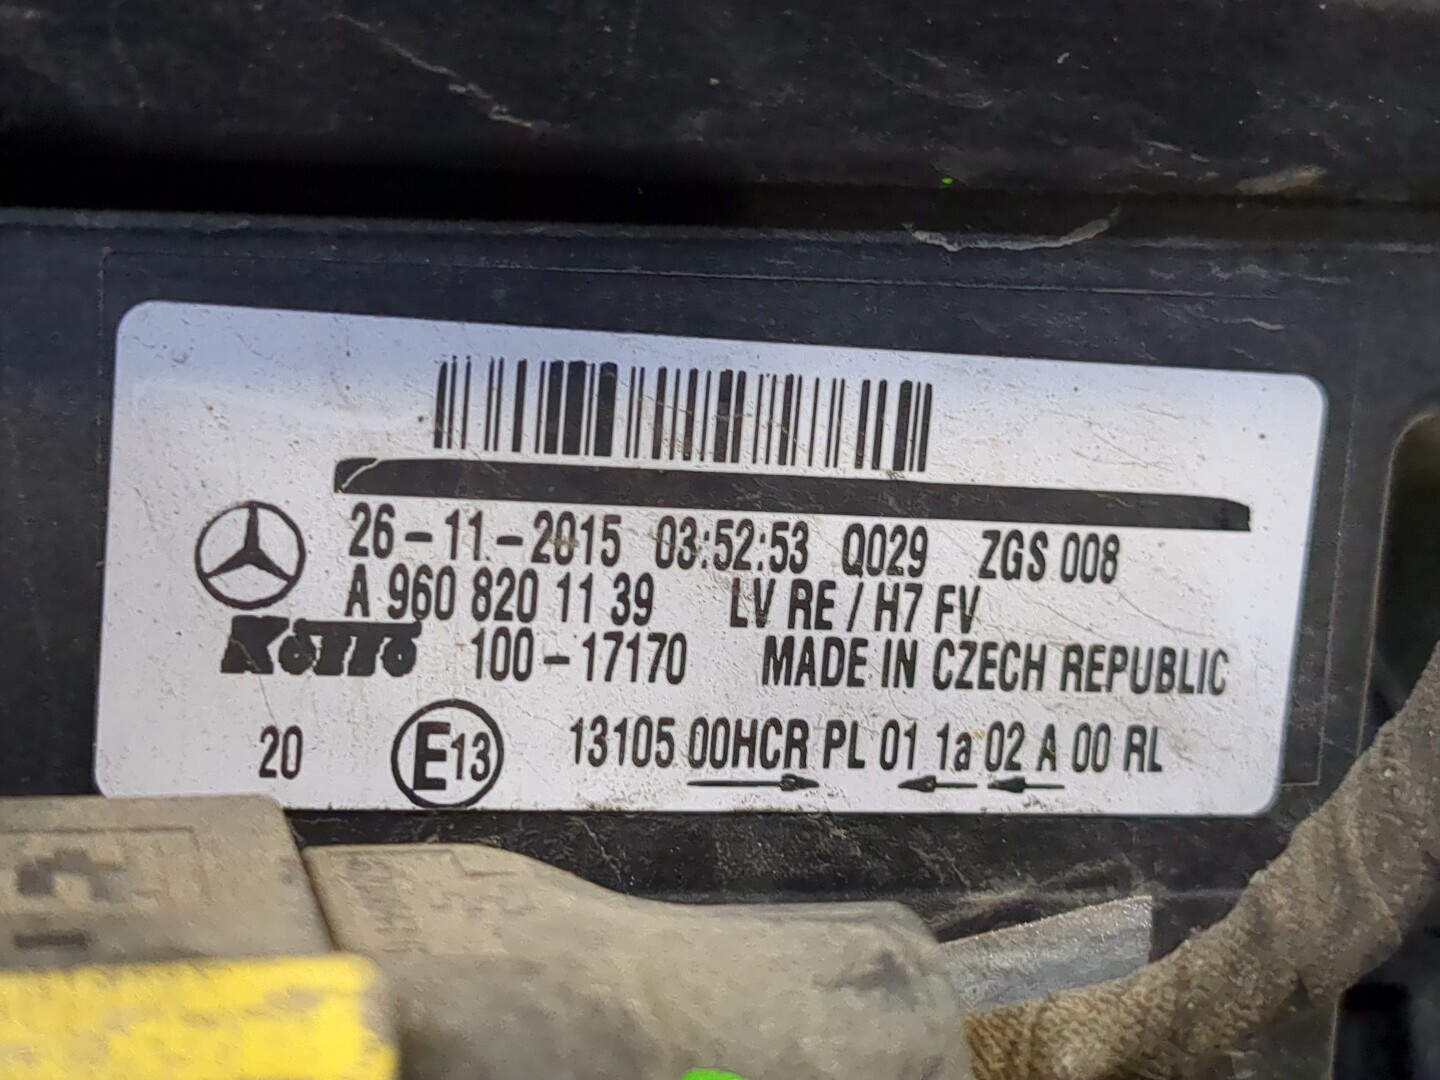 26-11-2015 03:52:53 Q029 ZGS 008
A 960 820 11 39 LV RE / H7 FV
100-17170 MADE IN CZECH REPUBLIC
20 E13 13105 00HCR PL 01 1a 02 A 00 RL